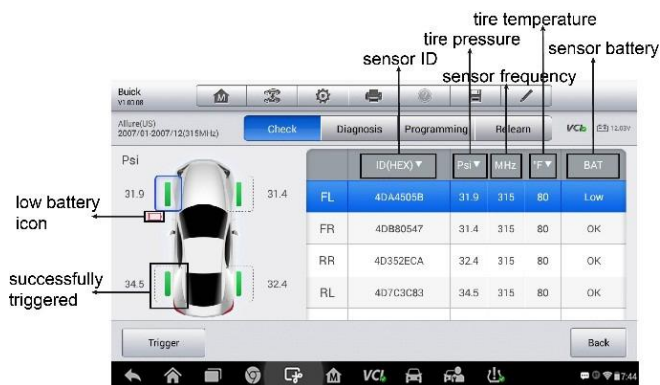 tire temperature
tire pressure
sensor ID
sensor battery
sensor frequency
Buick
V1.60.08
Allure(US)
2007/01-2007/12(315MHz)
Check
Diagnosis
Programming
Relearn
VCI
12.03V
Psi
ID(HEX)▼
Psi▼
MHz
°F▼
BAT
31.9
31.4
FL 4DA4505B 31.9 315 80 Low
low battery
icon
FR 4DB80547 31.4 315 80 OK
RR 4D352ECA 32.4 315 80 OK
successfully
triggered
34.5
32.4
RL 4D7C3C83 34.5 315 80 OK
Trigger
Back
VCI
7:44